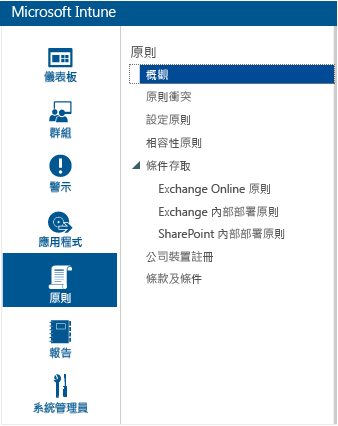 Microsoft Intune
儀表板
群組
警示
應用程式
原則
報告
系統管理員
原則
概觀
原則衝突
設定原則
相容性原則
條件存取
Exchange Online 原則
Exchange 內部部署原則
SharePoint 內部部署原則
公司裝置註冊
條款及條件